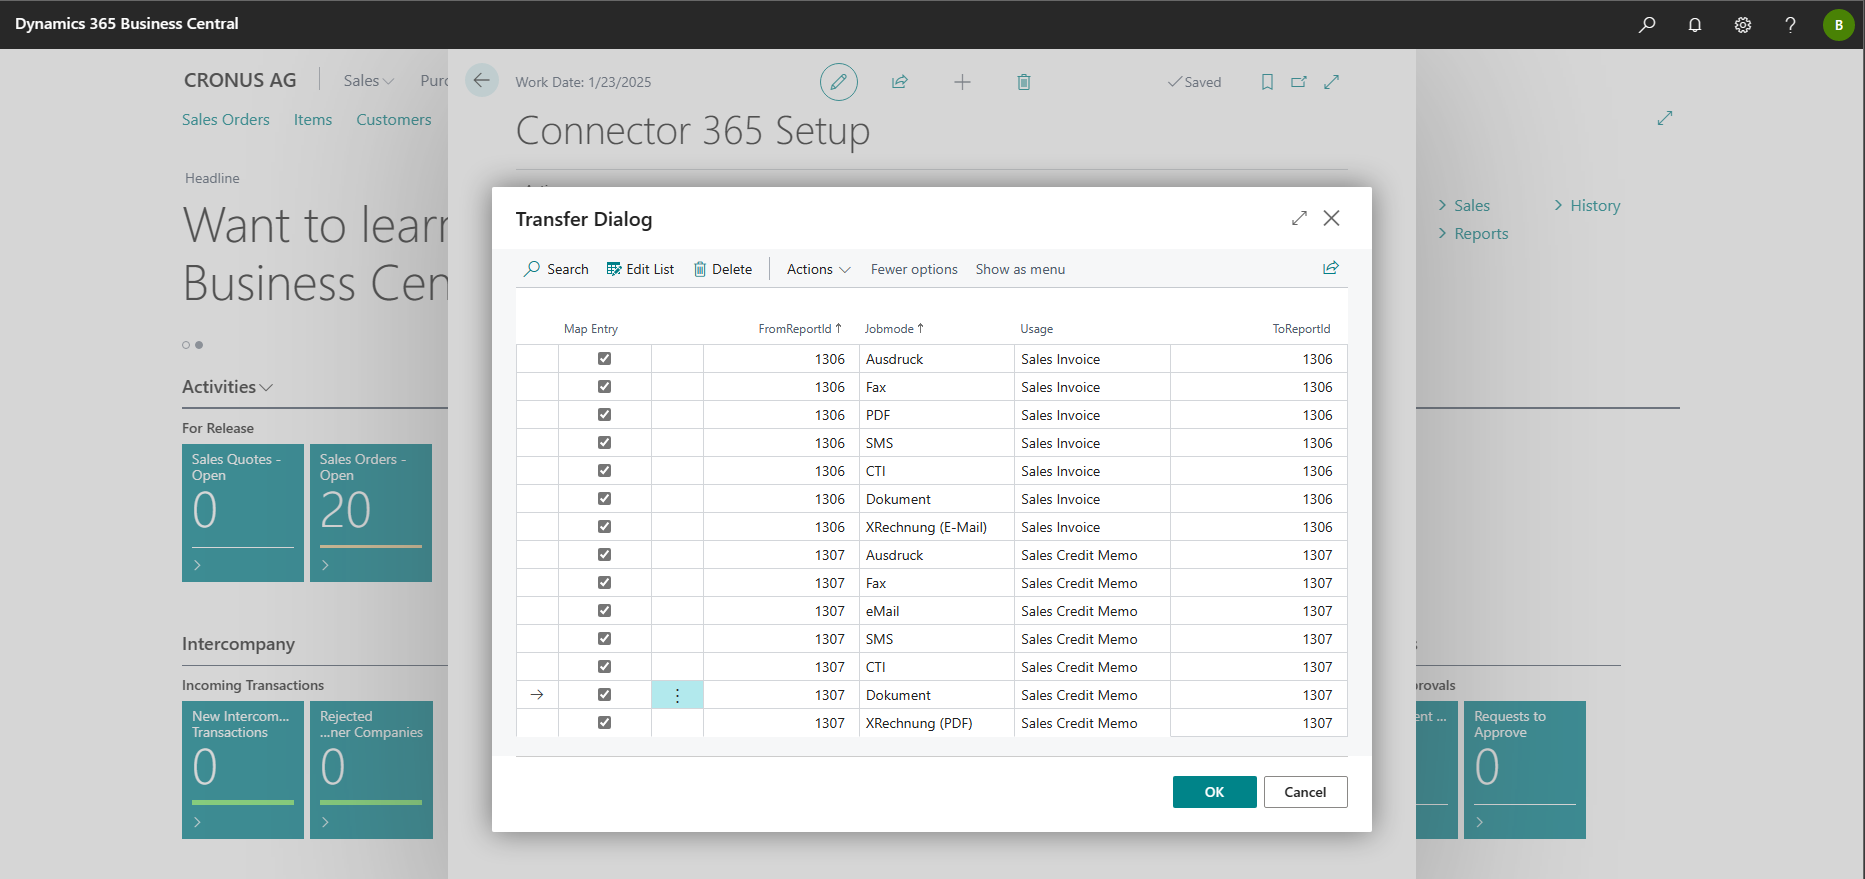 Dynamics 365 Business Central
B
CRONUS AG
Sales
Purc
Sales Orders
Items
Customers
Headline
Want to learn
Business Cen
Activities
For Release
Sales Quotes -
Open
0
Sales Orders -
Open
20
Intercompany
Incoming Transactions
New Intercom...
Transactions
0
Rejected
...ner Companies
0
Work Date: 1/23/2025
Saved
Connector 365 Setup
Transfer Dialog
Search
Edit List
Delete
Actions
Fewer options
Show as menu
Map Entry FromReportId ↑ Jobmode ↑ Usage ToReportId
1306 Ausdruck Sales Invoice 1306
1306 Fax Sales Invoice 1306
1306 PDF Sales Invoice 1306
1306 SMS Sales Invoice 1306
1306 CTI Sales Invoice 1306
1306 Dokument Sales Invoice 1306
1306 XRechnung (E-Mail) Sales Invoice 1306
1307 Ausdruck Sales Credit Memo 1307
1307 Fax Sales Credit Memo 1307
1307 eMail Sales Credit Memo 1307
1307 SMS Sales Credit Memo 1307
1307 CTI Sales Credit Memo 1307
1307 Dokument Sales Credit Memo 1307
1307 XRechnung (PDF) Sales Credit Memo 1307
OK
Cancel
Sales
History
Reports
rovals
ent ...
Requests to
Approve
0